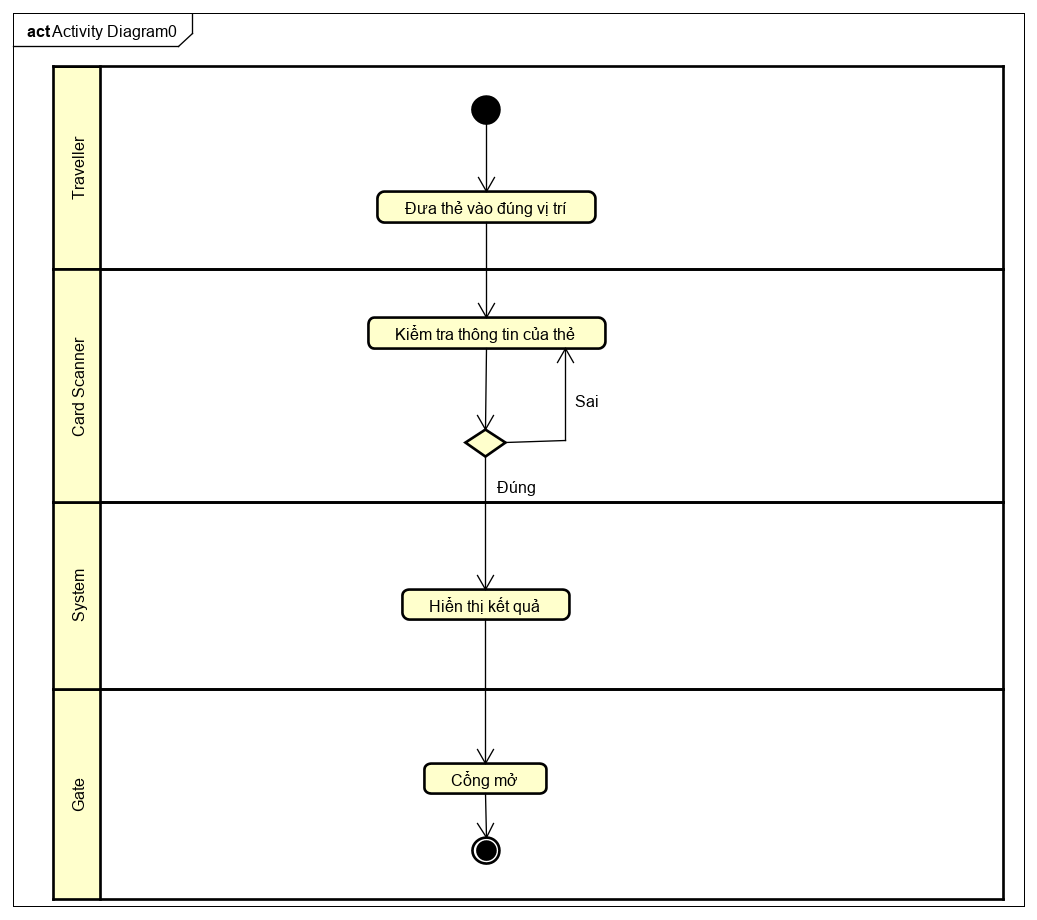 act Activity Diagram0
Traveller
Đưa thẻ vào đúng vị trí
Card Scanner
Kiểm tra thông tin của thẻ
Sai
Đúng
System
Hiển thị kết quả
Gate
Cổng mở